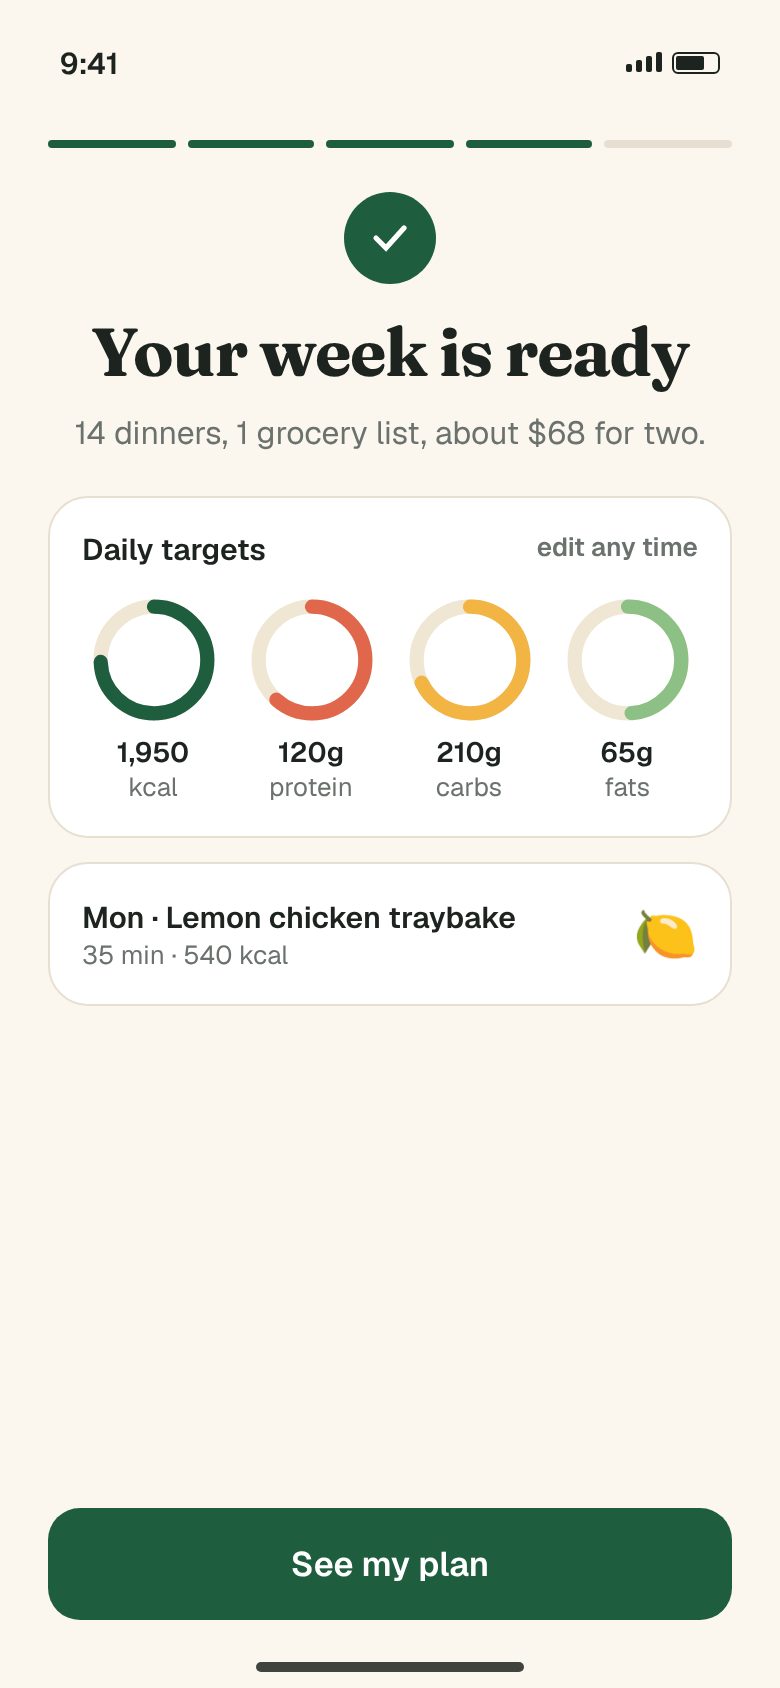 9:41
Your week is ready
14 dinners, 1 grocery list, about $68 for two.
Daily targets
edit any time
1,950
kcal
120g
protein
210g
carbs
65g
fats
Mon · Lemon chicken traybake
35 min · 540 kcal
See my plan